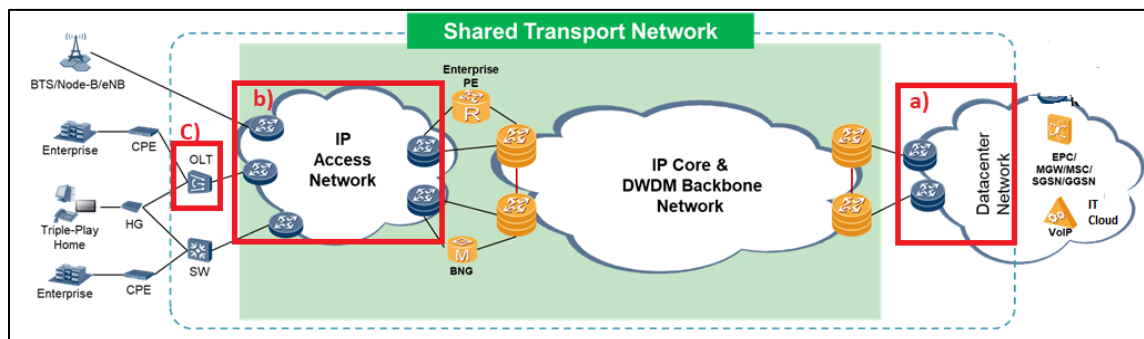 Shared Transport Network
BTS/Node-B/eNB
Enterprise
CPE
C)
OLT
Triple-Play
Home
HG
SW
Enterprise
CPE
b)
IP
Access
Network
Enterprise
PE
R
M
BNG
IP Core &
DWDM Backbone
Network
a)
Datacenter
Network
EPC/
MGW/MSC/
SGSN/GGSN
IT
Cloud
VoIP